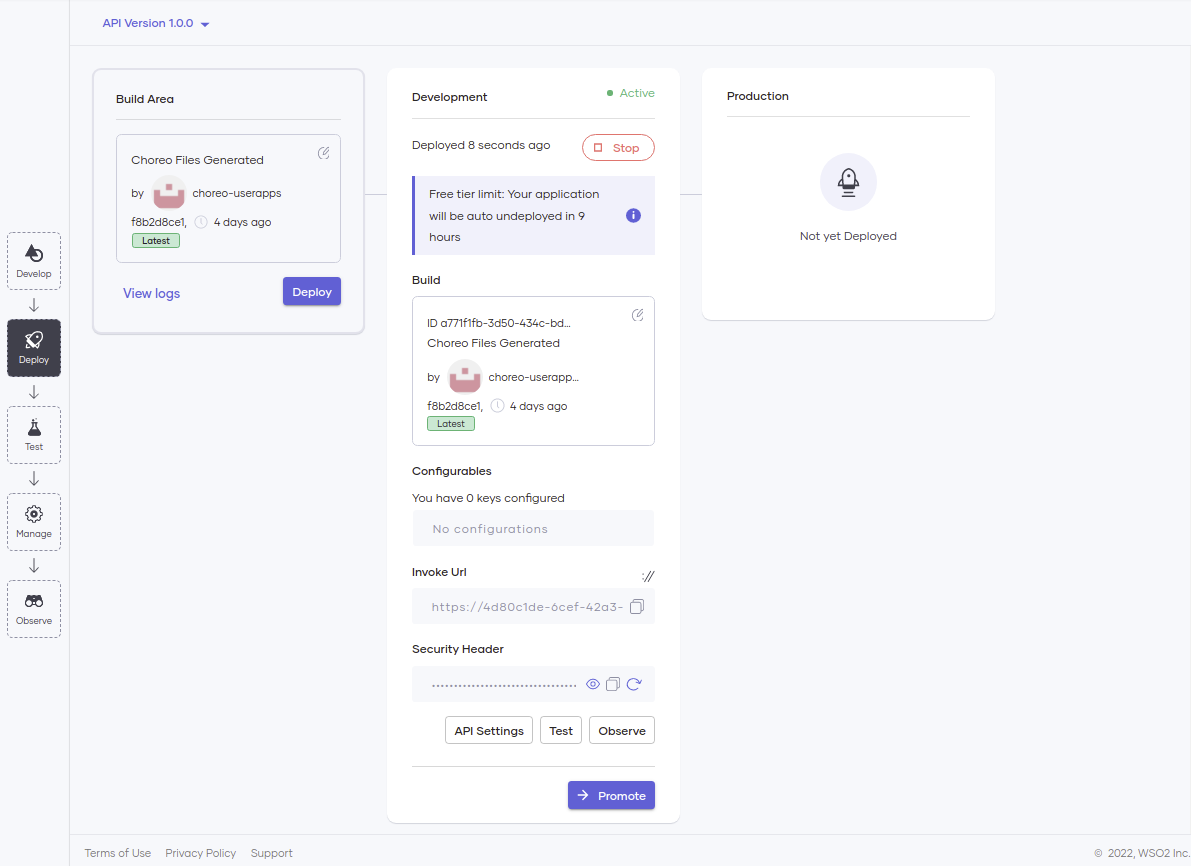 API Version 1.0.0
Develop
Deploy
Test
Manage
Observe
Build Area
Choreo Files Generated
by choreo-userapps
f8b2d8ce1, 4 days ago
Latest
View logs
Deploy
Development
Active
Deployed 8 seconds ago
Stop
Free tier limit: Your application
will be auto undeployed in 9
hours
Build
ID a771f1fb-3d50-434c-bd...
Choreo Files Generated
by choreo-userapp...
f8b2d8ce1, 4 days ago
Latest
Configurables
You have 0 keys configured
No configurations
Invoke Url
https://4d80c1de-6cef-42a3-
Security Header
API Settings
Test
Observe
Promote
Production
Not yet Deployed
Terms of Use
Privacy Policy
Support
© 2022, WSO2 Inc.